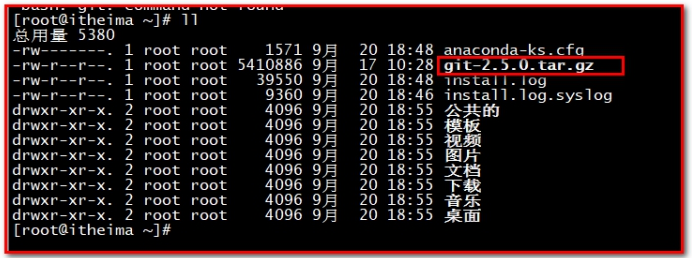 -bash: git: command not found
[root@itheima ~]# ll
总用量 5380
-rw-------. 1 root root    1571 9月  20 18:48 anaconda-ks.cfg
-rw-r--r--. 1 root root 5410886 9月  17 10:28 git-2.5.0.tar.gz
-rw-r--r--. 1 root root   39550 9月  20 18:48 install.log
-rw-r--r--. 1 root root    9360 9月  20 18:46 install.log.syslog
drwxr-xr-x. 2 root root    4096 9月  20 18:55 公共的
drwxr-xr-x. 2 root root    4096 9月  20 18:55 模板
drwxr-xr-x. 2 root root    4096 9月  20 18:55 视频
drwxr-xr-x. 2 root root    4096 9月  20 18:55 图片
drwxr-xr-x. 2 root root    4096 9月  20 18:55 文档
drwxr-xr-x. 2 root root    4096 9月  20 18:55 下载
drwxr-xr-x. 2 root root    4096 9月  20 18:55 音乐
drwxr-xr-x. 2 root root    4096 9月  20 18:55 桌面
[root@itheima ~]#